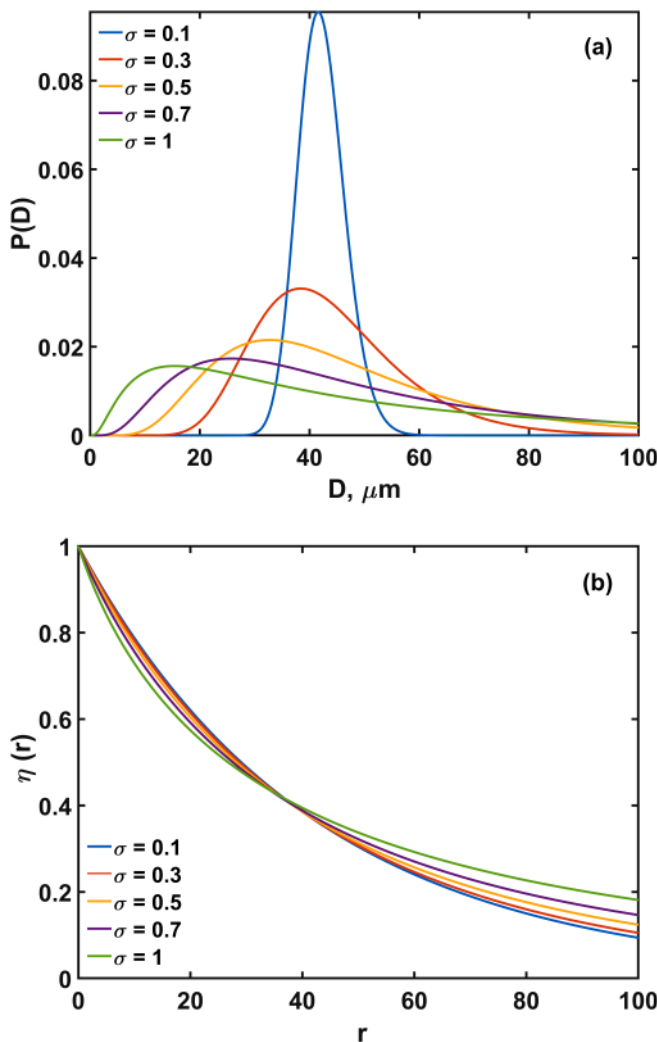 (a)
σ = 0.1
σ = 0.3
σ = 0.5
σ = 0.7
σ = 1
0.08
0.06
0.04
0.02
0
P(D)
0 20 40 60 80 100
D, μm
(b)
1
0.8
0.6
0.4
0.2
0
η (r)
σ = 0.1
σ = 0.3
σ = 0.5
σ = 0.7
σ = 1
0 20 40 60 80 100
r